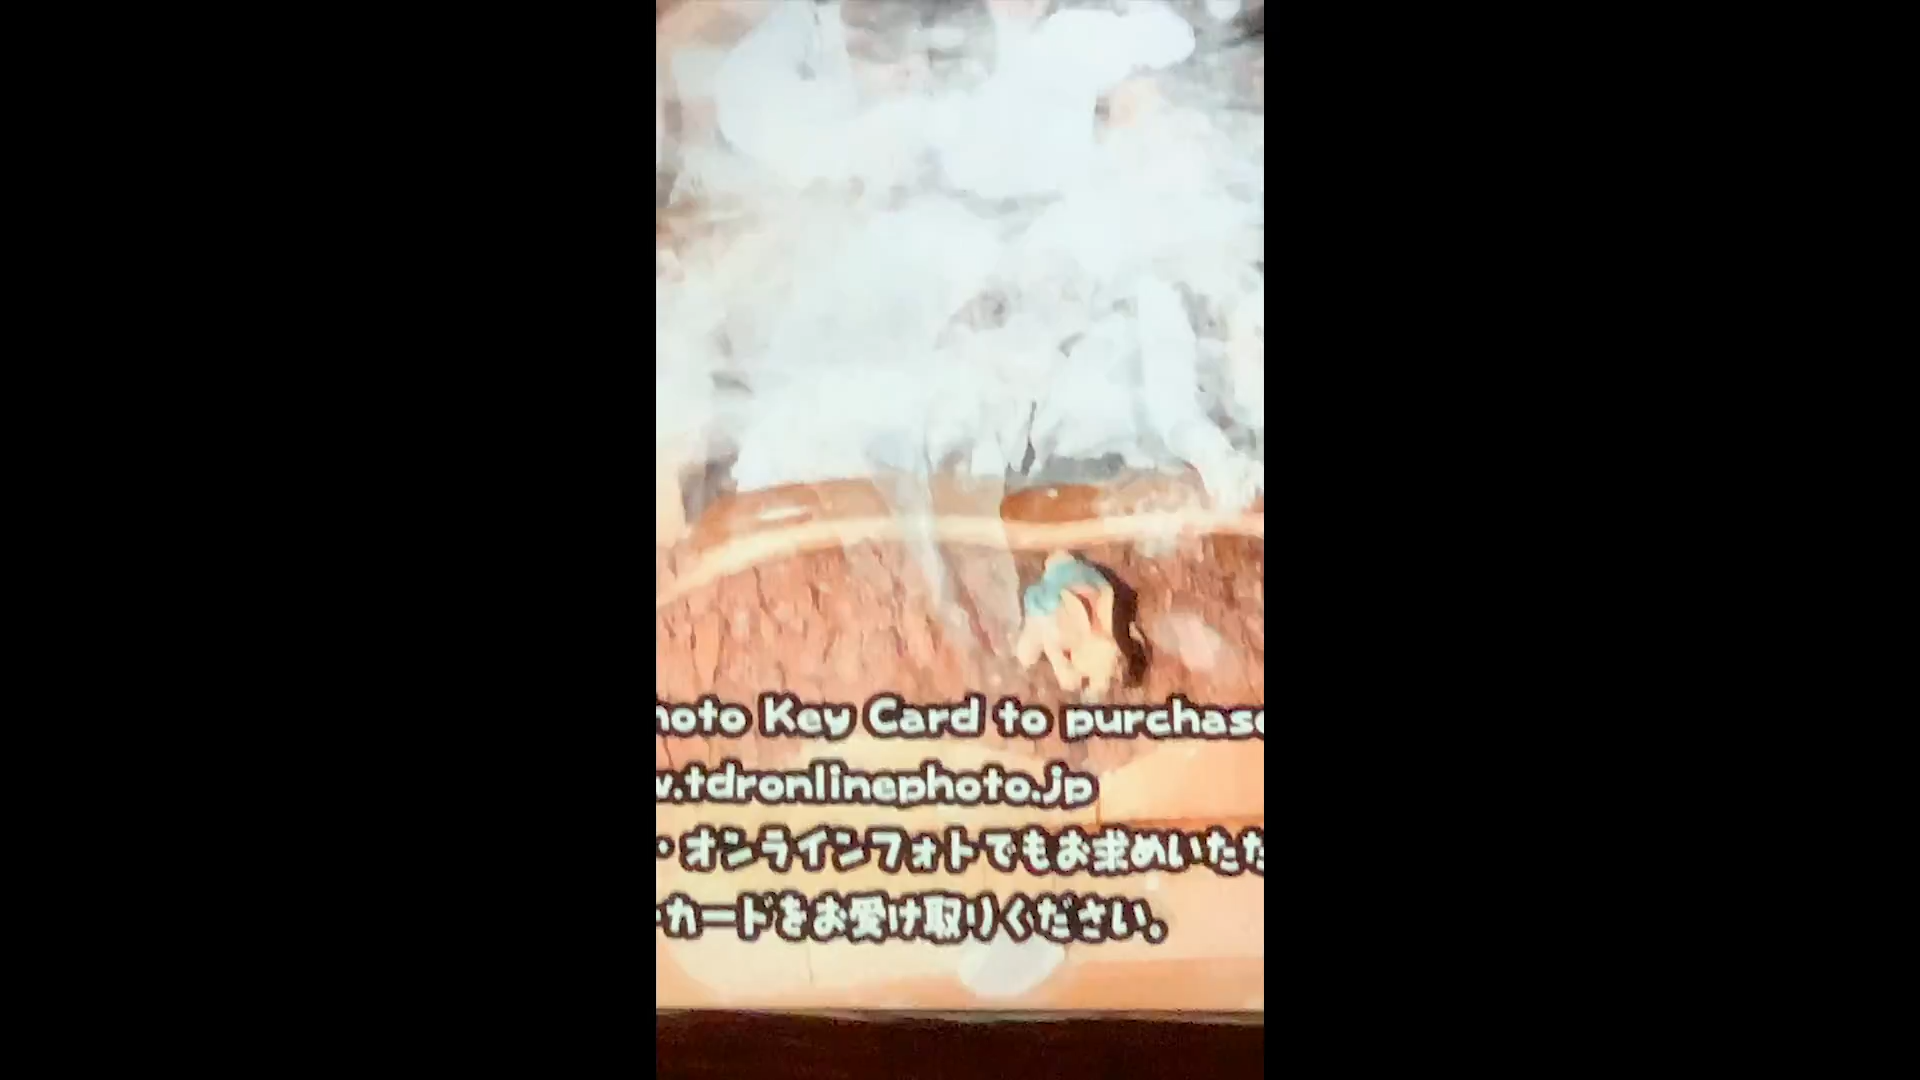 hoto Key Card to purchase
w.tdronlinephoto.jp
・オンラインフォトでもお求めいただ
ーカードをお受け取りください。